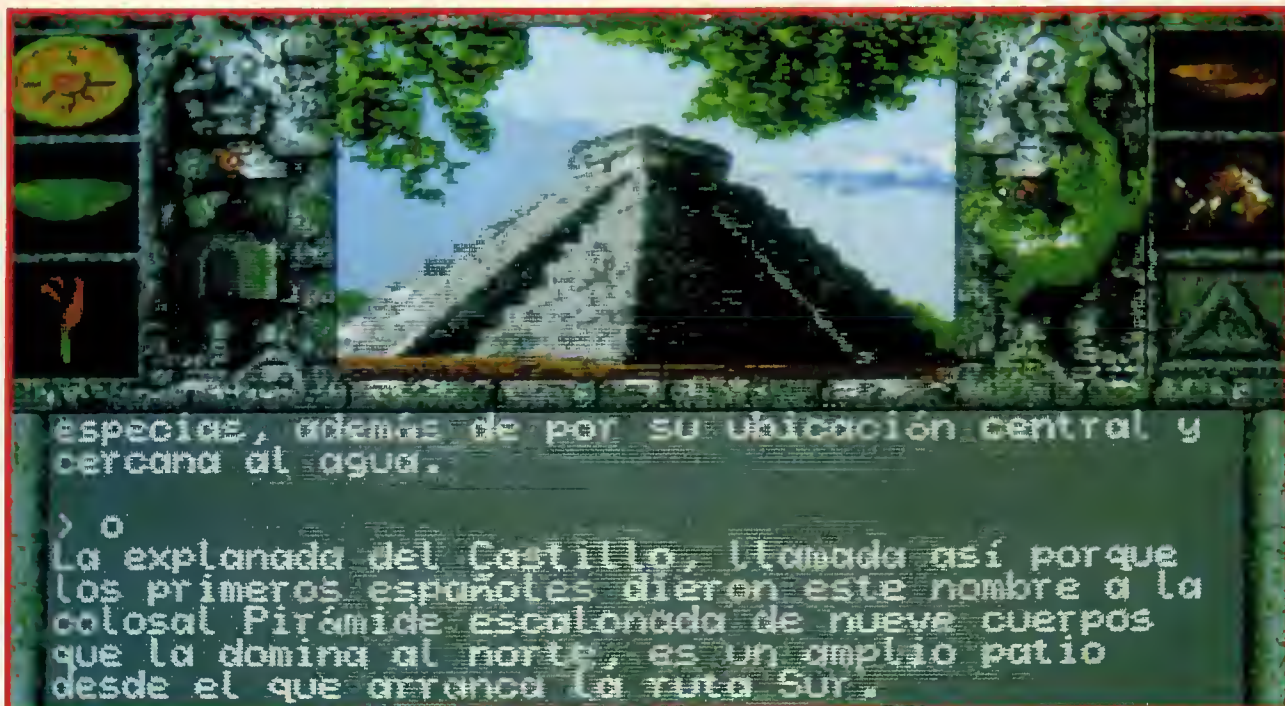 especias, además de por su ubicación central y
cercana al agua.
> o
La explanada del Castillo, llamada así porque
los primeros españoles dieron este nombre a la
colosal Pirámide escalonada de nueve cuerpos
que la domina al norte, es un amplio patio
desde el que arranca la ruta Sur.